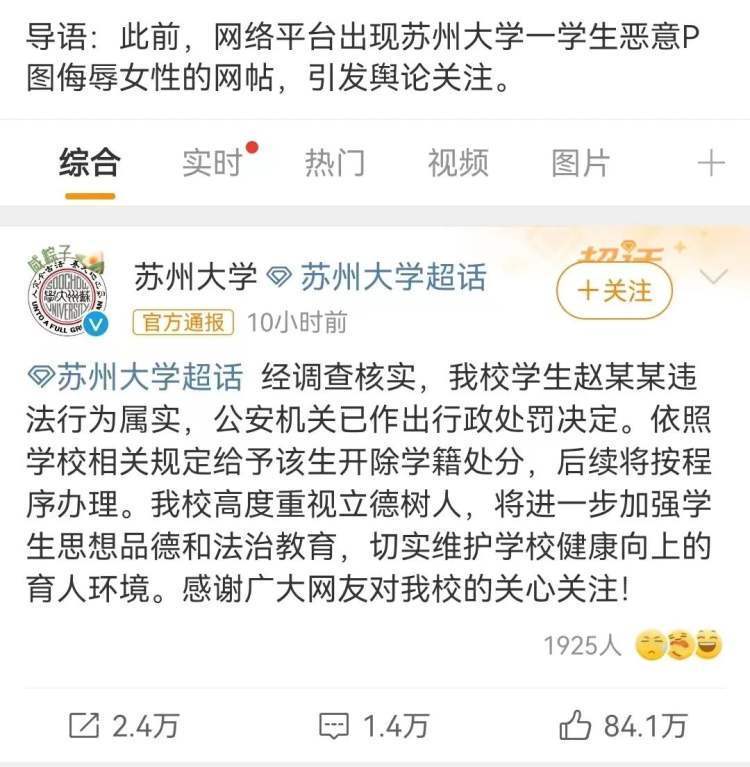 导语：此前，网络平台出现苏州大学一学生恶意P
图侮辱女性的网帖，引发舆论关注。
综合 实时 热门 视频 图片
苏州大学 苏州大学超话
+关注
官方通报 10小时前
苏州大学超话 经调查核实，我校学生赵某某违
法行为属实，公安机关已作出行政处罚决定。依照
学校相关规定给予该生开除学籍处分，后续将按程
序办理。我校高度重视立德树人，将进一步加强学
生思想品德和法治教育，切实维护学校健康向上的
育人环境。感谢广大网友对我校的关心关注！
1925人
2.4万 1.4万 84.1万